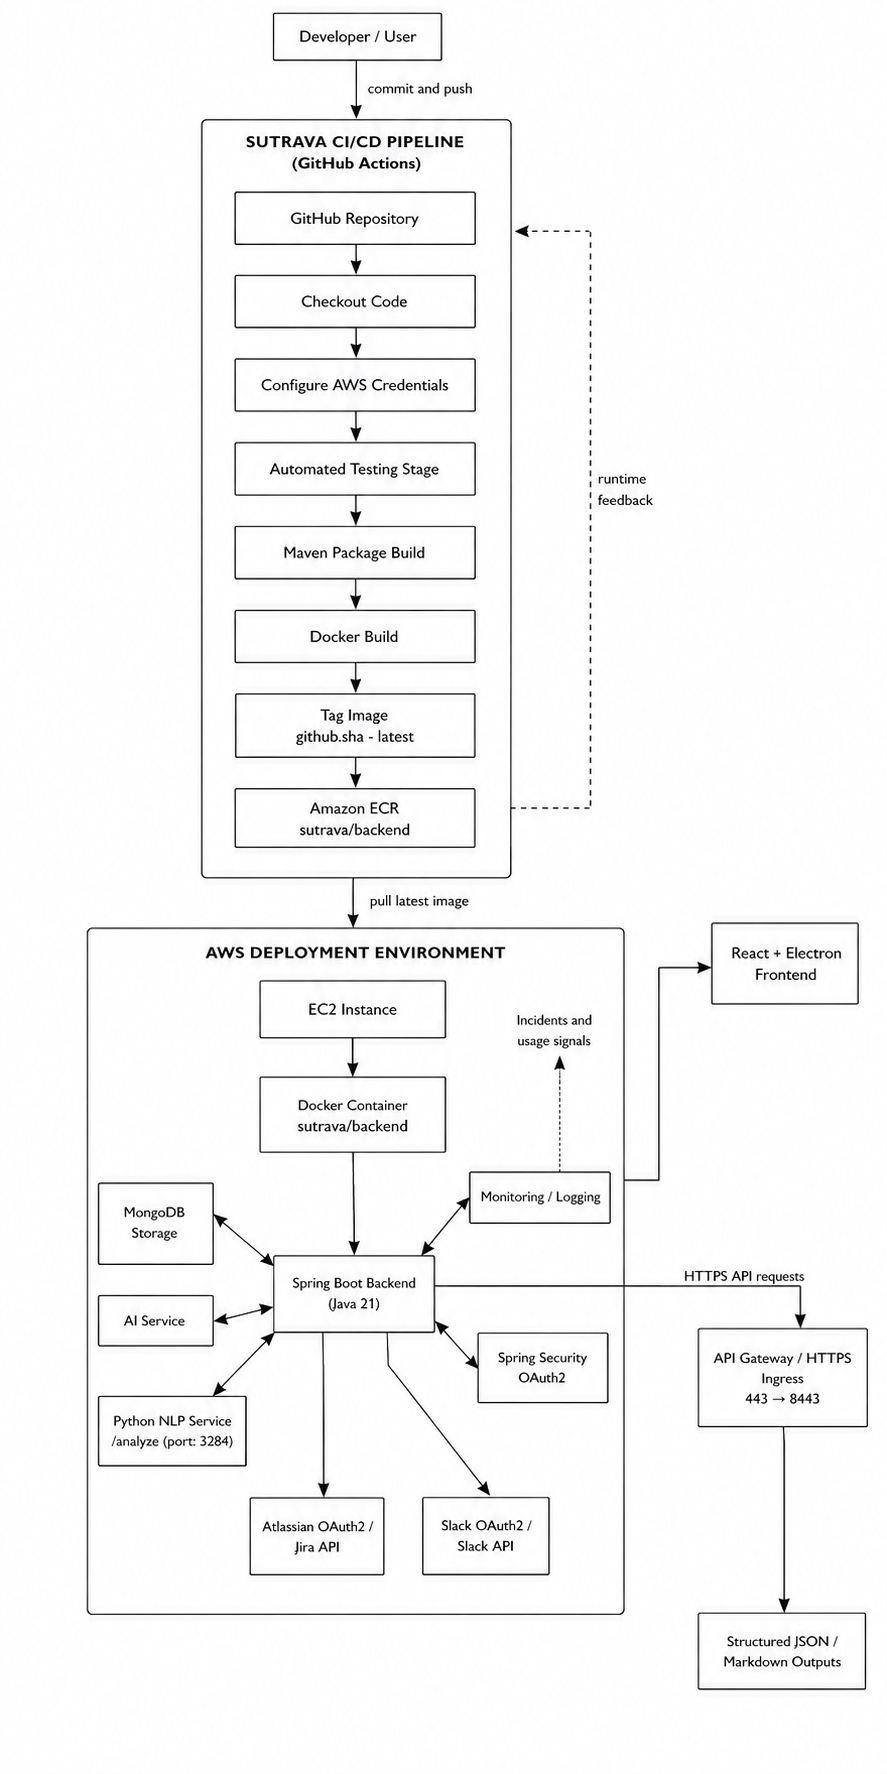 Developer / User
commit and push
SUTRAVA CI/CD PIPELINE
(GitHub Actions)
GitHub Repository
Checkout Code
Configure AWS Credentials
Automated Testing Stage
runtime
feedback
Maven Package Build
Docker Build
Tag Image
github.sha - latest
Amazon ECR
sutrava/backend
pull latest image
AWS DEPLOYMENT ENVIRONMENT
React + Electron
Frontend
EC2 Instance
Incidents and
usage signals
Docker Container
sutrava/backend
Monitoring / Logging
MongoDB
Storage
Spring Boot Backend
(Java 21)
HTTPS API requests
AI Service
Spring Security
OAuth2
API Gateway / HTTPS
Ingress
443 → 8443
Python NLP Service
/analyze (port: 3284)
Atlassian OAuth2 /
Jira API
Slack OAuth2 /
Slack API
Structured JSON /
Markdown Outputs